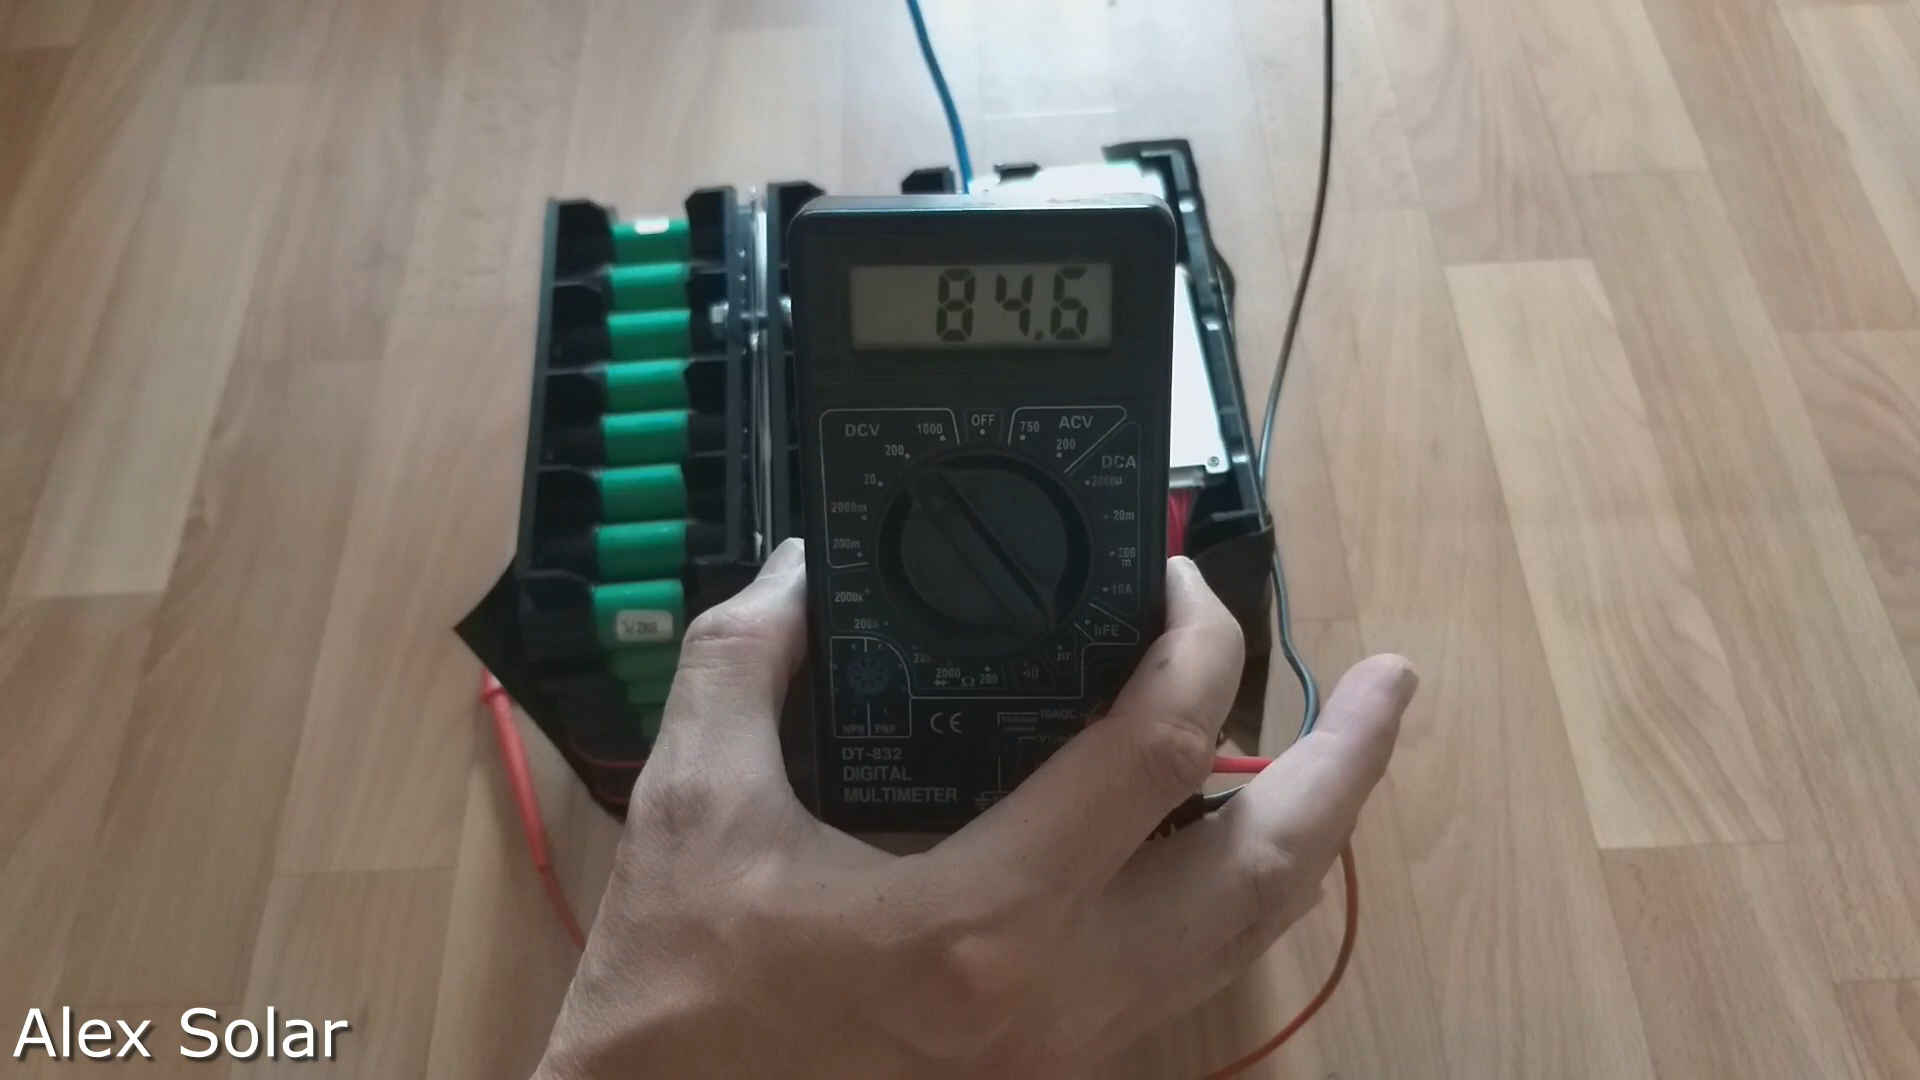 84.6
DCV 1000 OFF 750 ACV
200 200
DCA
20 2000µ
2000m 20m
200m 200
m
2000k 10A
200k hFE
2000 Ω 200
NPN PNP CE 10ADC
DT-832
DIGITAL
MULTIMETER
Alex Solar